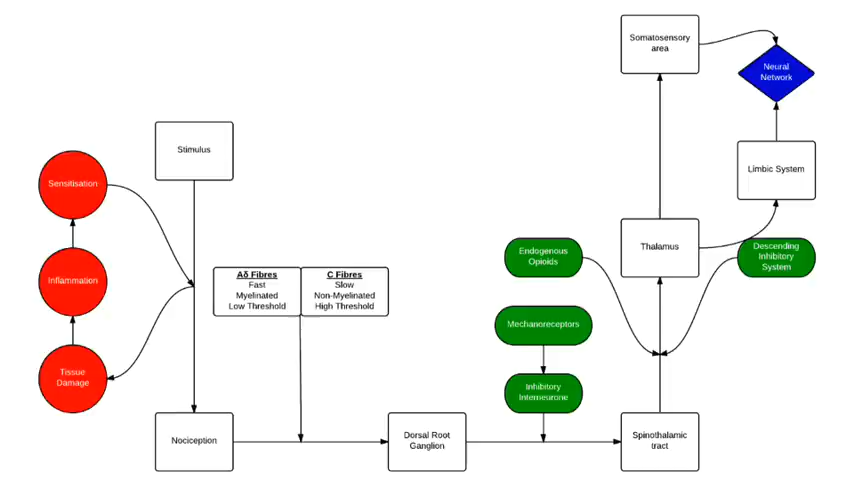 Somatosensory
area
Neural
Network
Stimulus
Sensitisation
Limbic System
Thalamus
Endogenous
Opioids
Descending
Inhibitory
System
Inflammation
Aδ Fibres
Fast
Myelinated
Low Threshold
C Fibres
Slow
Non-Myelinated
High Threshold
Mechanoreceptors
Tissue
Damage
Inhibitory
Interneurone
Nociception
Dorsal Root
Ganglion
Spinothalamic
tract